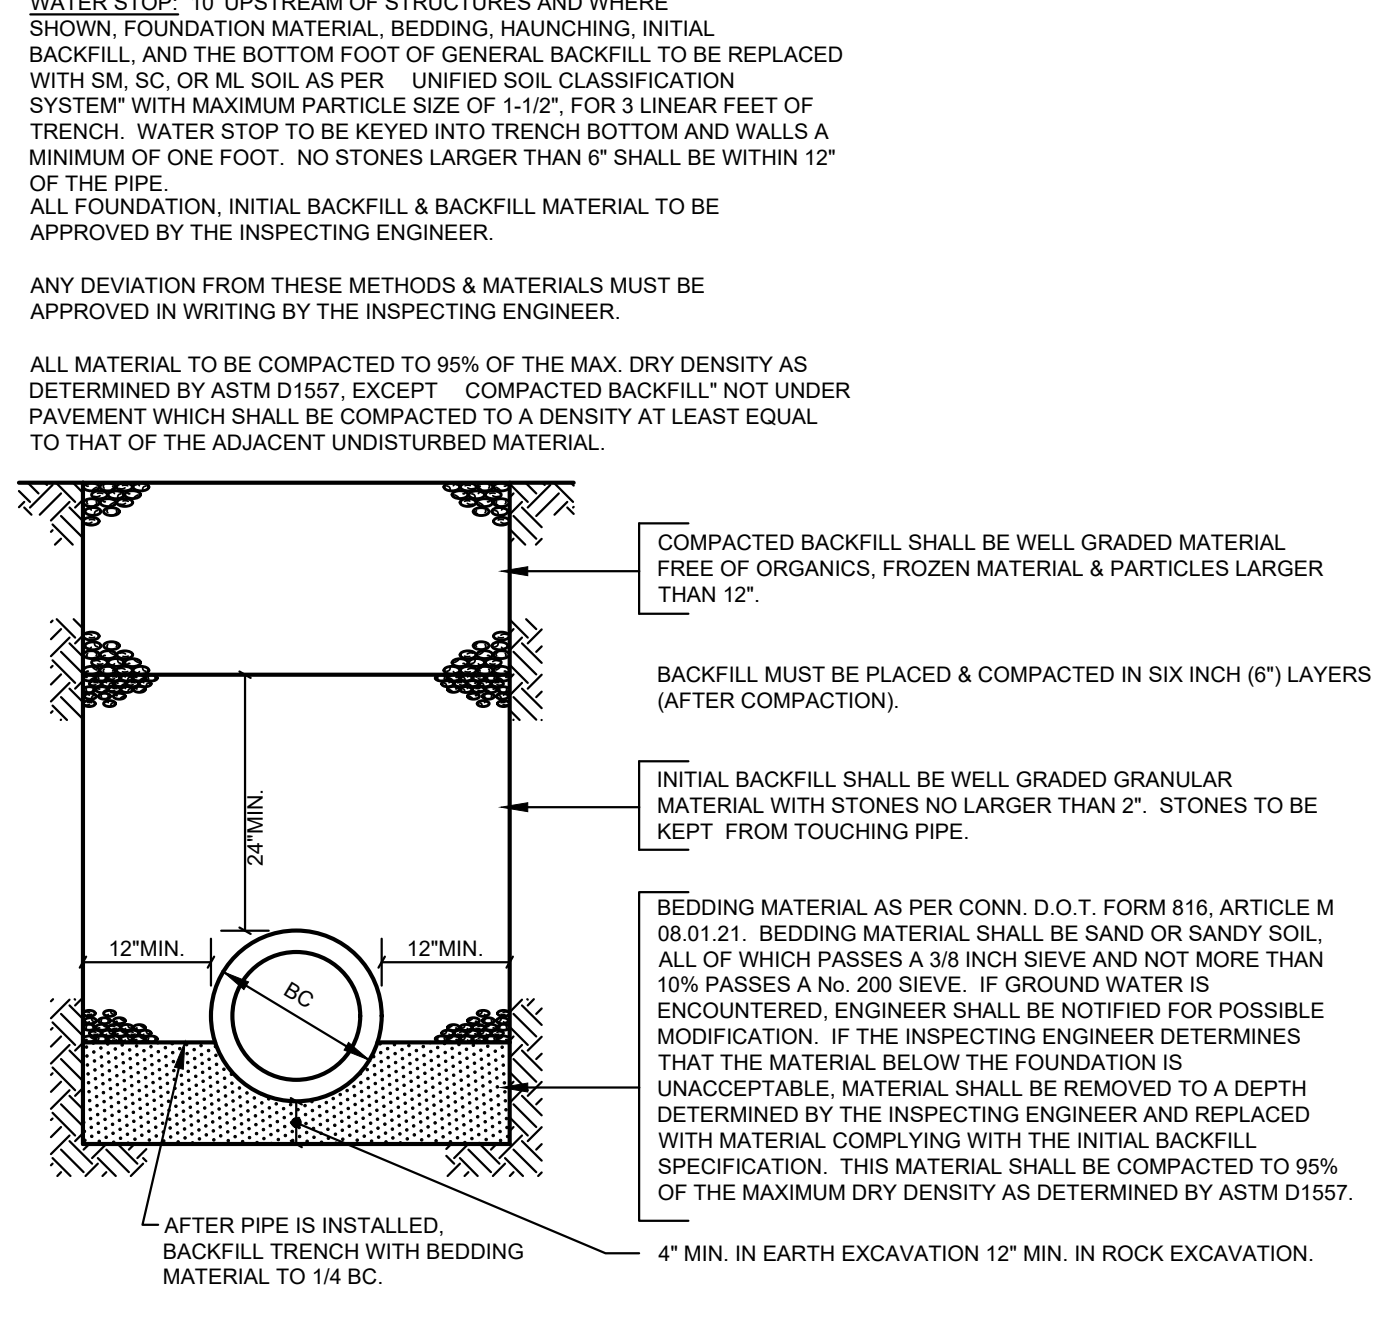 WATER STOP: 10' UPSTREAM OF STRUCTURES AND WHERE
SHOWN, FOUNDATION MATERIAL, BEDDING, HAUNCHING, INITIAL
BACKFILL, AND THE BOTTOM FOOT OF GENERAL BACKFILL TO BE REPLACED
WITH SM, SC, OR ML SOIL AS PER UNIFIED SOIL CLASSIFICATION
SYSTEM" WITH MAXIMUM PARTICLE SIZE OF 1-1/2", FOR 3 LINEAR FEET OF
TRENCH. WATER STOP TO BE KEYED INTO TRENCH BOTTOM AND WALLS A
MINIMUM OF ONE FOOT. NO STONES LARGER THAN 6" SHALL BE WITHIN 12"
OF THE PIPE.
ALL FOUNDATION, INITIAL BACKFILL & BACKFILL MATERIAL TO BE
APPROVED BY THE INSPECTING ENGINEER.
ANY DEVIATION FROM THESE METHODS & MATERIALS MUST BE
APPROVED IN WRITING BY THE INSPECTING ENGINEER.
ALL MATERIAL TO BE COMPACTED TO 95% OF THE MAX. DRY DENSITY AS
DETERMINED BY ASTM D1557, EXCEPT COMPACTED BACKFILL" NOT UNDER
PAVEMENT WHICH SHALL BE COMPACTED TO A DENSITY AT LEAST EQUAL
TO THAT OF THE ADJACENT UNDISTURBED MATERIAL.
COMPACTED BACKFILL SHALL BE WELL GRADED MATERIAL
FREE OF ORGANICS, FROZEN MATERIAL & PARTICLES LARGER
THAN 12".
BACKFILL MUST BE PLACED & COMPACTED IN SIX INCH (6") LAYERS
(AFTER COMPACTION).
INITIAL BACKFILL SHALL BE WELL GRADED GRANULAR
MATERIAL WITH STONES NO LARGER THAN 2". STONES TO BE
KEPT FROM TOUCHING PIPE.
24"MIN.
12"MIN.
12"MIN.
BC
BEDDING MATERIAL AS PER CONN. D.O.T. FORM 816, ARTICLE M
08.01.21. BEDDING MATERIAL SHALL BE SAND OR SANDY SOIL,
ALL OF WHICH PASSES A 3/8 INCH SIEVE AND NOT MORE THAN
10% PASSES A No. 200 SIEVE. IF GROUND WATER IS
ENCOUNTERED, ENGINEER SHALL BE NOTIFIED FOR POSSIBLE
MODIFICATION. IF THE INSPECTING ENGINEER DETERMINES
THAT THE MATERIAL BELOW THE FOUNDATION IS
UNACCEPTABLE, MATERIAL SHALL BE REMOVED TO A DEPTH
DETERMINED BY THE INSPECTING ENGINEER AND REPLACED
WITH MATERIAL COMPLYING WITH THE INITIAL BACKFILL
SPECIFICATION. THIS MATERIAL SHALL BE COMPACTED TO 95%
OF THE MAXIMUM DRY DENSITY AS DETERMINED BY ASTM D1557.
AFTER PIPE IS INSTALLED,
BACKFILL TRENCH WITH BEDDING
MATERIAL TO 1/4 BC.
4" MIN. IN EARTH EXCAVATION 12" MIN. IN ROCK EXCAVATION.